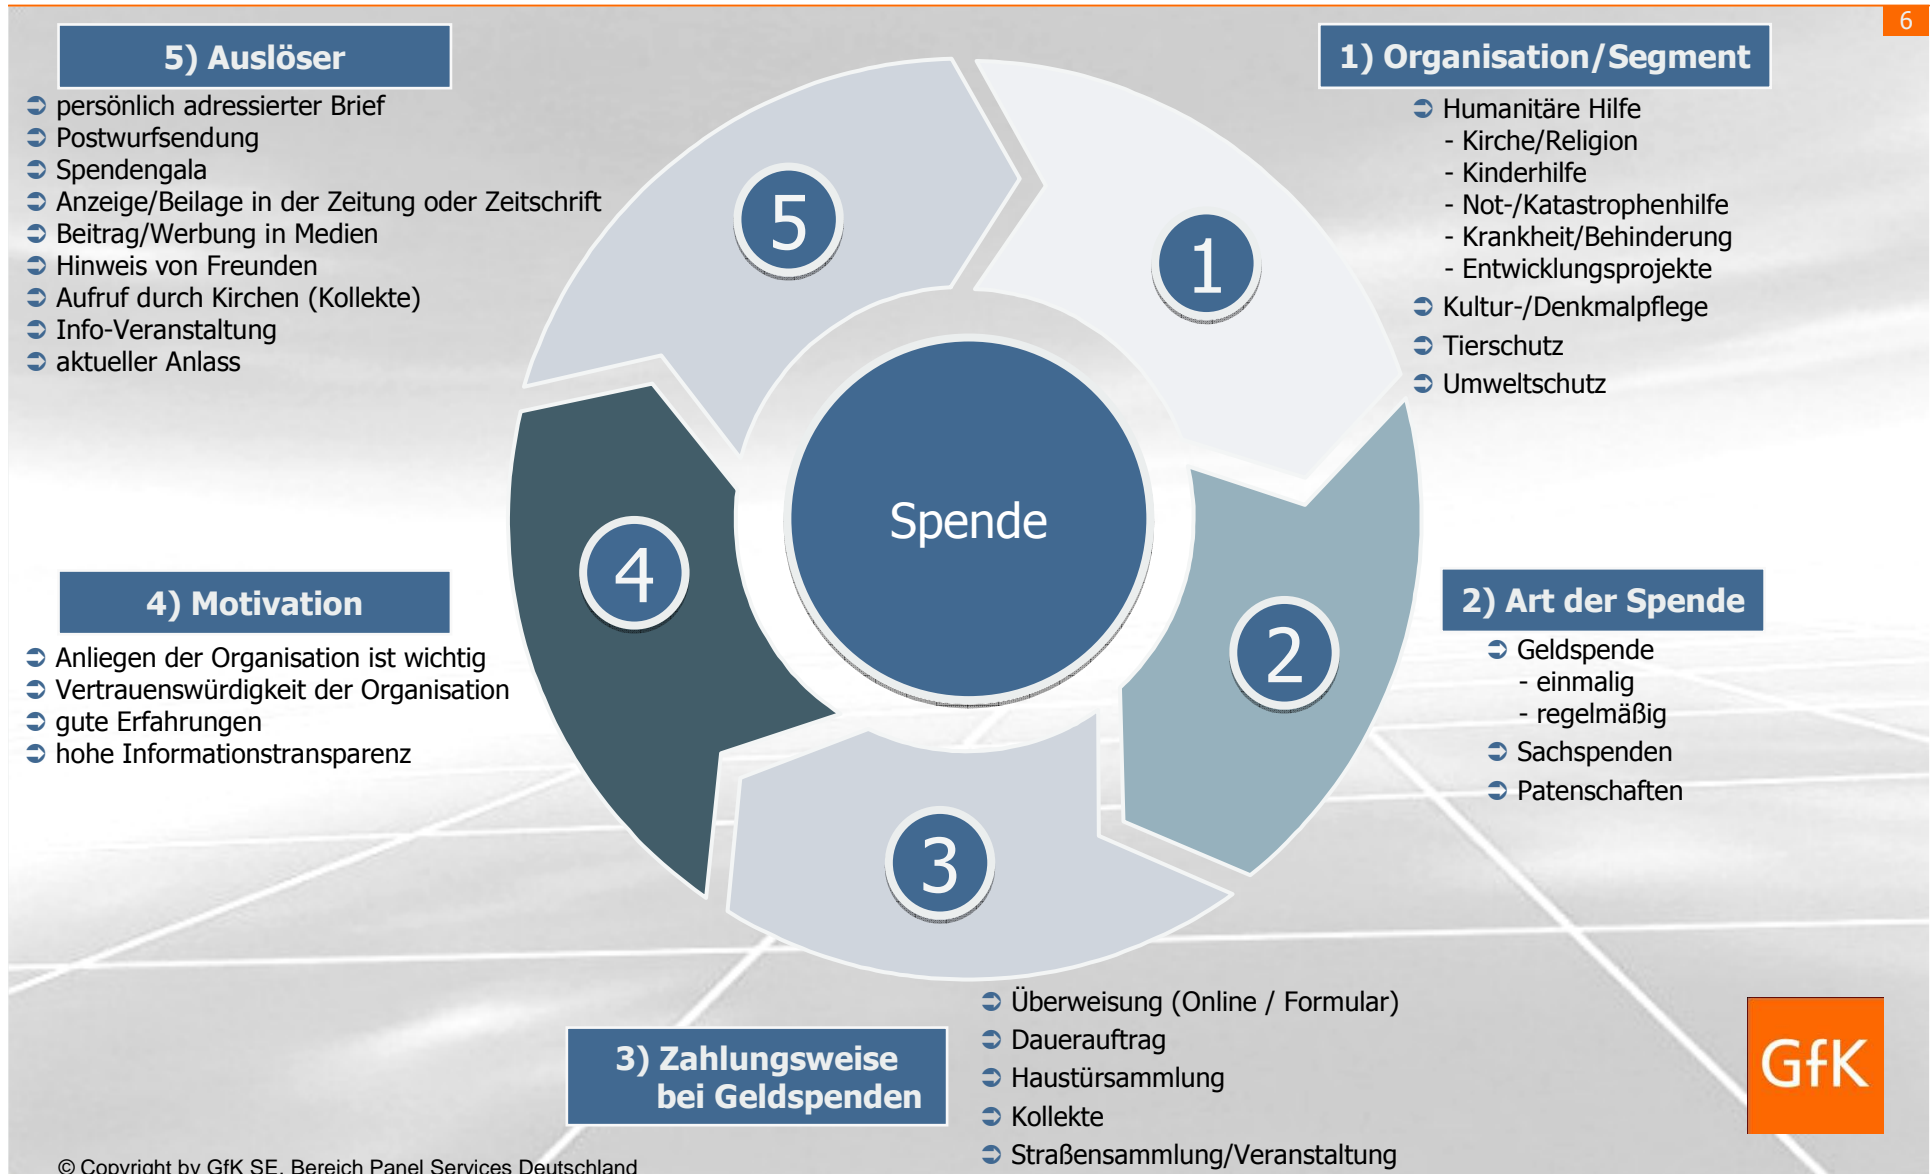 6
5) Auslöser
persönlich adressierter Brief
Postwurfsendung
Spendengala
Anzeige/Beilage in der Zeitung oder Zeitschrift
Beitrag/Werbung in Medien
Hinweis von Freunden
Aufruf durch Kirchen (Kollekte)
Info-Veranstaltung
aktueller Anlass
1) Organisation/Segment
Humanitäre Hilfe
- Kirche/Religion
- Kinderhilfe
- Not-/Katastrophenhilfe
- Krankheit/Behinderung
- Entwicklungsprojekte
Kultur-/Denkmalpflege
Tierschutz
Umweltschutz
5
1
Spende
4
2
3
4) Motivation
Anliegen der Organisation ist wichtig
Vertrauenswürdigkeit der Organisation
gute Erfahrungen
hohe Informationstransparenz
2) Art der Spende
Geldspende
- einmalig
- regelmäßig
Sachspenden
Patenschaften
3) Zahlungsweise
bei Geldspenden
Überweisung (Online / Formular)
Dauerauftrag
Haustürsammlung
Kollekte
Straßensammlung/Veranstaltung
GfK
© Copyright by GfK SE, Bereich Panel Services Deutschland